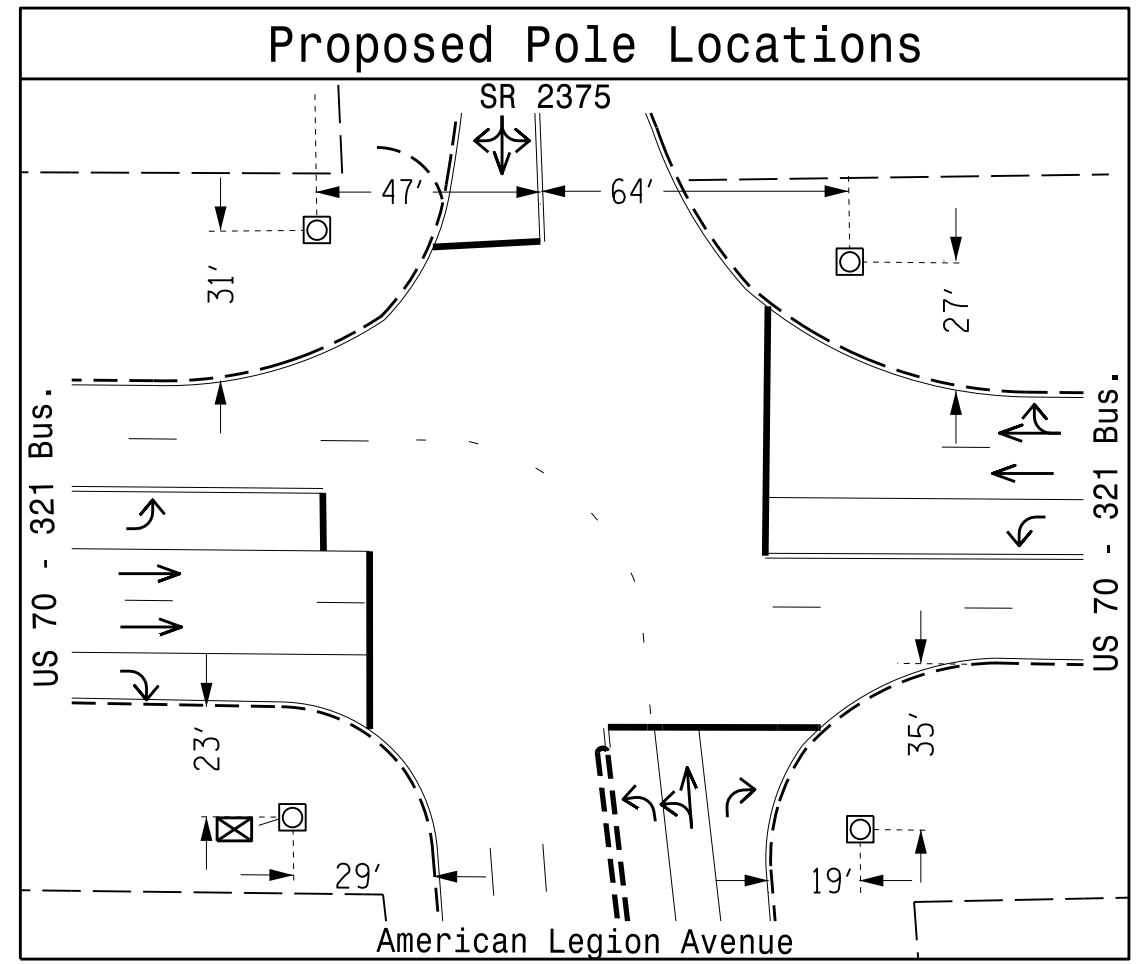 Proposed Pole Locations
SR 2375
47′
64′
31′
27′
US 70 - 321 Bus.
US 70 - 321 Bus.
23′
35′
29′
19′
American Legion Avenue